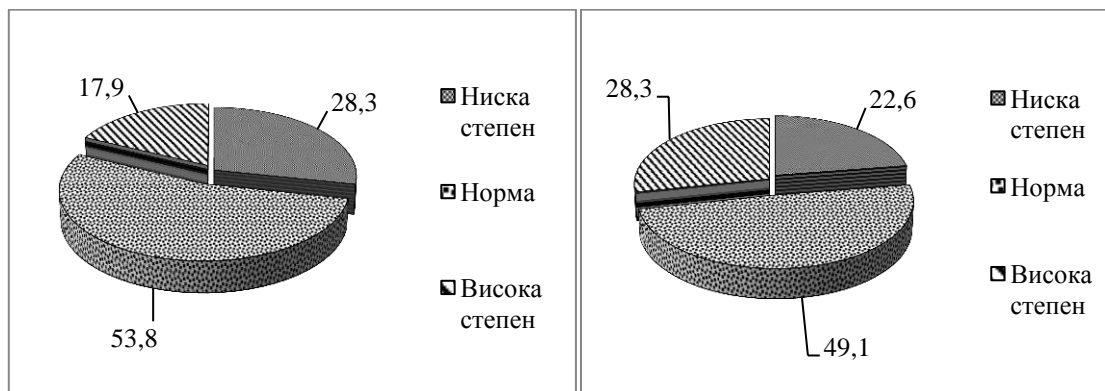 17,9
28,3
Ниска
степен
Норма
Висока
степен
53,8
28,3
22,6
Ниска
степен
Норма
Висока
степен
49,1